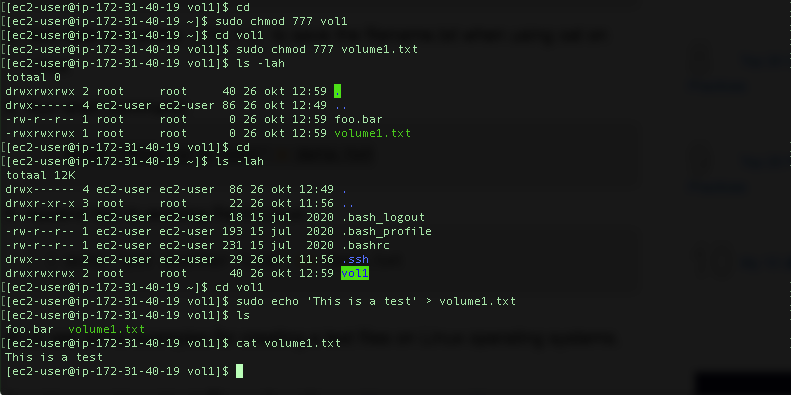 [[ec2-user@ip-172-31-40-19 vol1]$ cd
[[ec2-user@ip-172-31-40-19 ~]$ sudo chmod 777 vol1
[[ec2-user@ip-172-31-40-19 ~]$ cd vol1
[[ec2-user@ip-172-31-40-19 vol1]$ sudo chmod 777 volume1.txt
[[ec2-user@ip-172-31-40-19 vol1]$ ls -lah
totaal 0
drwxrwxrwx 2 root     root     40 26 okt 12:59 .
drwx------ 4 ec2-user ec2-user 86 26 okt 12:49 ..
-rw-r--r-- 1 root     root      0 26 okt 12:59 foo.bar
-rwxrwxrwx 1 root     root      0 26 okt 12:59 volume1.txt
[[ec2-user@ip-172-31-40-19 vol1]$ cd
[[ec2-user@ip-172-31-40-19 ~]$ ls -lah
totaal 12K
drwx------ 4 ec2-user ec2-user  86 26 okt 12:49 .
drwxr-xr-x 3 root     root      22 26 okt 11:56 ..
-rw-r--r-- 1 ec2-user ec2-user  18 15 jul  2020 .bash_logout
-rw-r--r-- 1 ec2-user ec2-user 193 15 jul  2020 .bash_profile
-rw-r--r-- 1 ec2-user ec2-user 231 15 jul  2020 .bashrc
drwx------ 2 ec2-user ec2-user  29 26 okt 11:56 .ssh
drwxrwxrwx 2 root     root      40 26 okt 12:59 vol1
[[ec2-user@ip-172-31-40-19 ~]$ cd vol1
[[ec2-user@ip-172-31-40-19 vol1]$ sudo echo 'This is a test' > volume1.txt
[[ec2-user@ip-172-31-40-19 vol1]$ ls
foo.bar  volume1.txt
[[ec2-user@ip-172-31-40-19 vol1]$ cat volume1.txt
This is a test
[ec2-user@ip-172-31-40-19 vol1]$